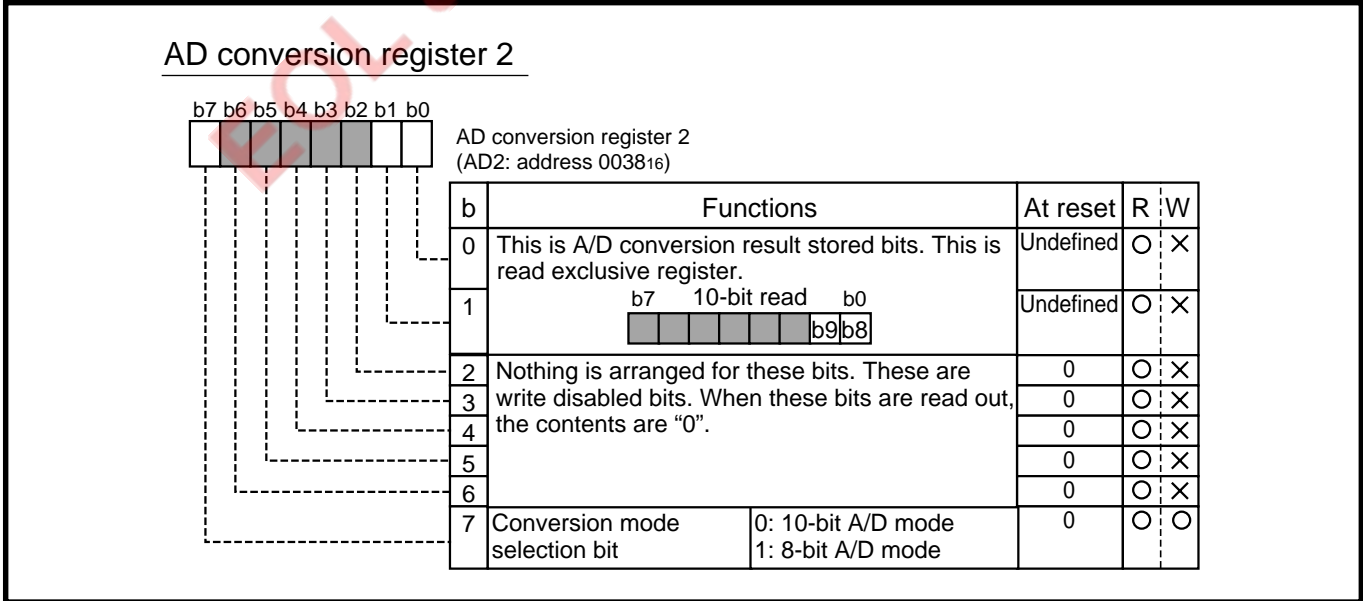 EOL
AD conversion register 2
b7 b6 b5 b4 b3 b2 b1 b0
AD conversion register 2
(AD2: address 0038₁₆)
b Functions At reset R W
0 This is A/D conversion result stored bits. This is Undefined ○ ×
read exclusive register.
b7 10-bit read b0
1 Undefined ○ ×
b9 b8
2 Nothing is arranged for these bits. These are 0 ○ ×
3 write disabled bits. When these bits are read out, 0 ○ ×
4 the contents are “0”. 0 ○ ×
5 0 ○ ×
6 0 ○ ×
7 Conversion mode 0: 10-bit A/D mode 0 ○ ○
selection bit 1: 8-bit A/D mode